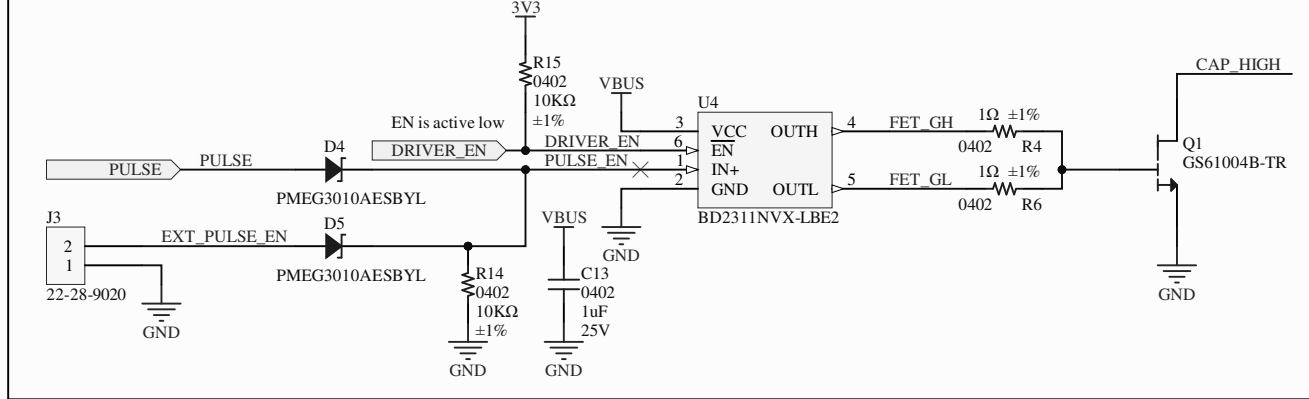 3V3
R15
0402
10KΩ
±1%
VBUS
U4
CAP_HIGH
EN is active low
DRIVER_EN
DRIVER_EN
3
6
1
2
VCC
EN
IN+
GND
OUTH
OUTL
4
5
BD2311NVX-LBE2
FET_GH
1Ω ±1%
0402 R4
FET_GL
1Ω ±1%
0402 R6
Q1
GS61004B-TR
GND
PULSE
PULSE
D4
PMEG3010AESBYL
PULSE_EN
GND
J3
2
1
22-28-9020
EXT_PULSE_EN
D5
PMEG3010AESBYL
GND
R14
0402
10KΩ
±1%
GND
VBUS
C13
0402
1uF
25V
GND